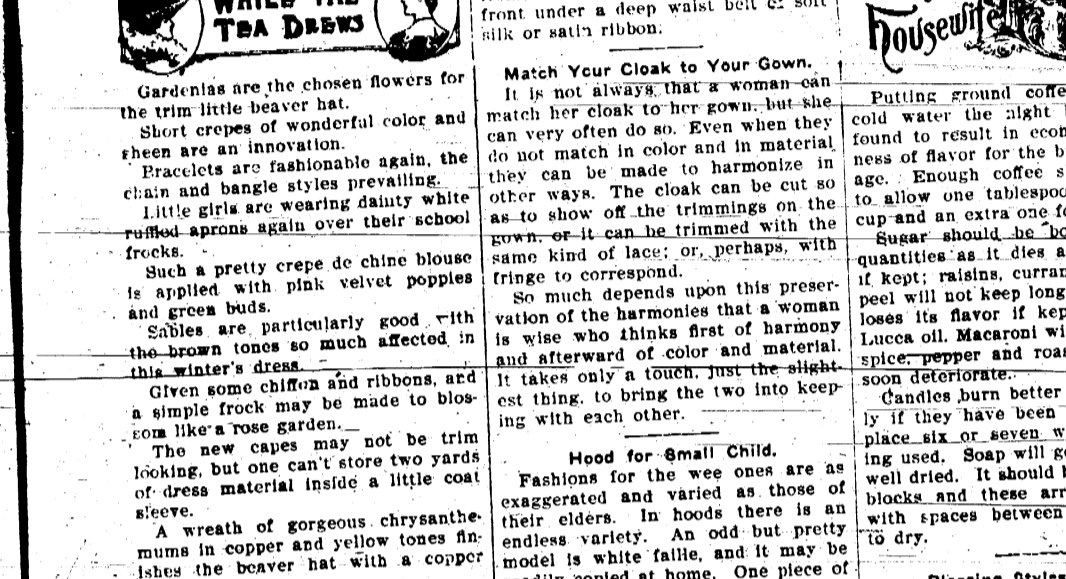 WHILE THE
TEA DREWS
Gardenias are the chosen flowers for
the trim little beaver hat.
Short crepes of wonderful color and
sheen are an innovation.
Bracelets are fashionable again, the
chain and bangle styles prevailing.
Little girls are wearing dainty white
ruffled aprons again over their school
frocks.
Such a pretty crepe de chine blouse
is applied with pink velvet poppies
and green buds.
Sables are particularly good with
the brown tones so much affected in
this winter's dress.
Given some chiffon and ribbons, and
a simple frock may be made to blos-
som like a rose garden.
The new capes may not be trim
looking, but one can't store two yards
of dress material inside a little coat
sleeve.
A wreath of gorgeous chrysanthe-
mums in copper and yellow tones fin-
ishes the beaver hat with a copper
front under a deep waist belt of soft
silk or satin ribbon.
Match Your Cloak to Your Gown.
It is not always that a woman can
match her cloak to her gown, but she
can very often do so. Even when they
do not match in color and in material
they can be made to harmonize in
other ways. The cloak can be cut so
as to show off the trimmings on the
gown, or it can be trimmed with the
same kind of lace; or, perhaps, with
fringe to correspond.
So much depends upon this preser-
vation of the harmonies that a woman
is wise who thinks first of harmony
and afterward of color and material.
It takes only a touch, just the slight-
est thing, to bring the two into keep-
ing with each other.
Hood for Small Child.
Fashions for the wee ones are as
exaggerated and varied as those of
their elders. In hoods there is an
endless variety. An odd but pretty
model is white faille, and it may be
copied at home. One piece of
Housewife
Putting ground coffe
cold water the night
found to result in econ
ness of flavor for the b
age. Enough coffee s
to allow one tablespoo
cup and an extra one fo
Sugar should be bo
quantities as it dies a
if kept; raisins, curran
peel will not keep long
loses its flavor if kep
Lucca oil. Macaroni wi
spice, pepper and roas
soon deteriorate.
Candles burn better
ly if they have been
place six or seven w
ing used. Soap will go
well dried. It should b
blocks and these arr
with spaces between
to dry.